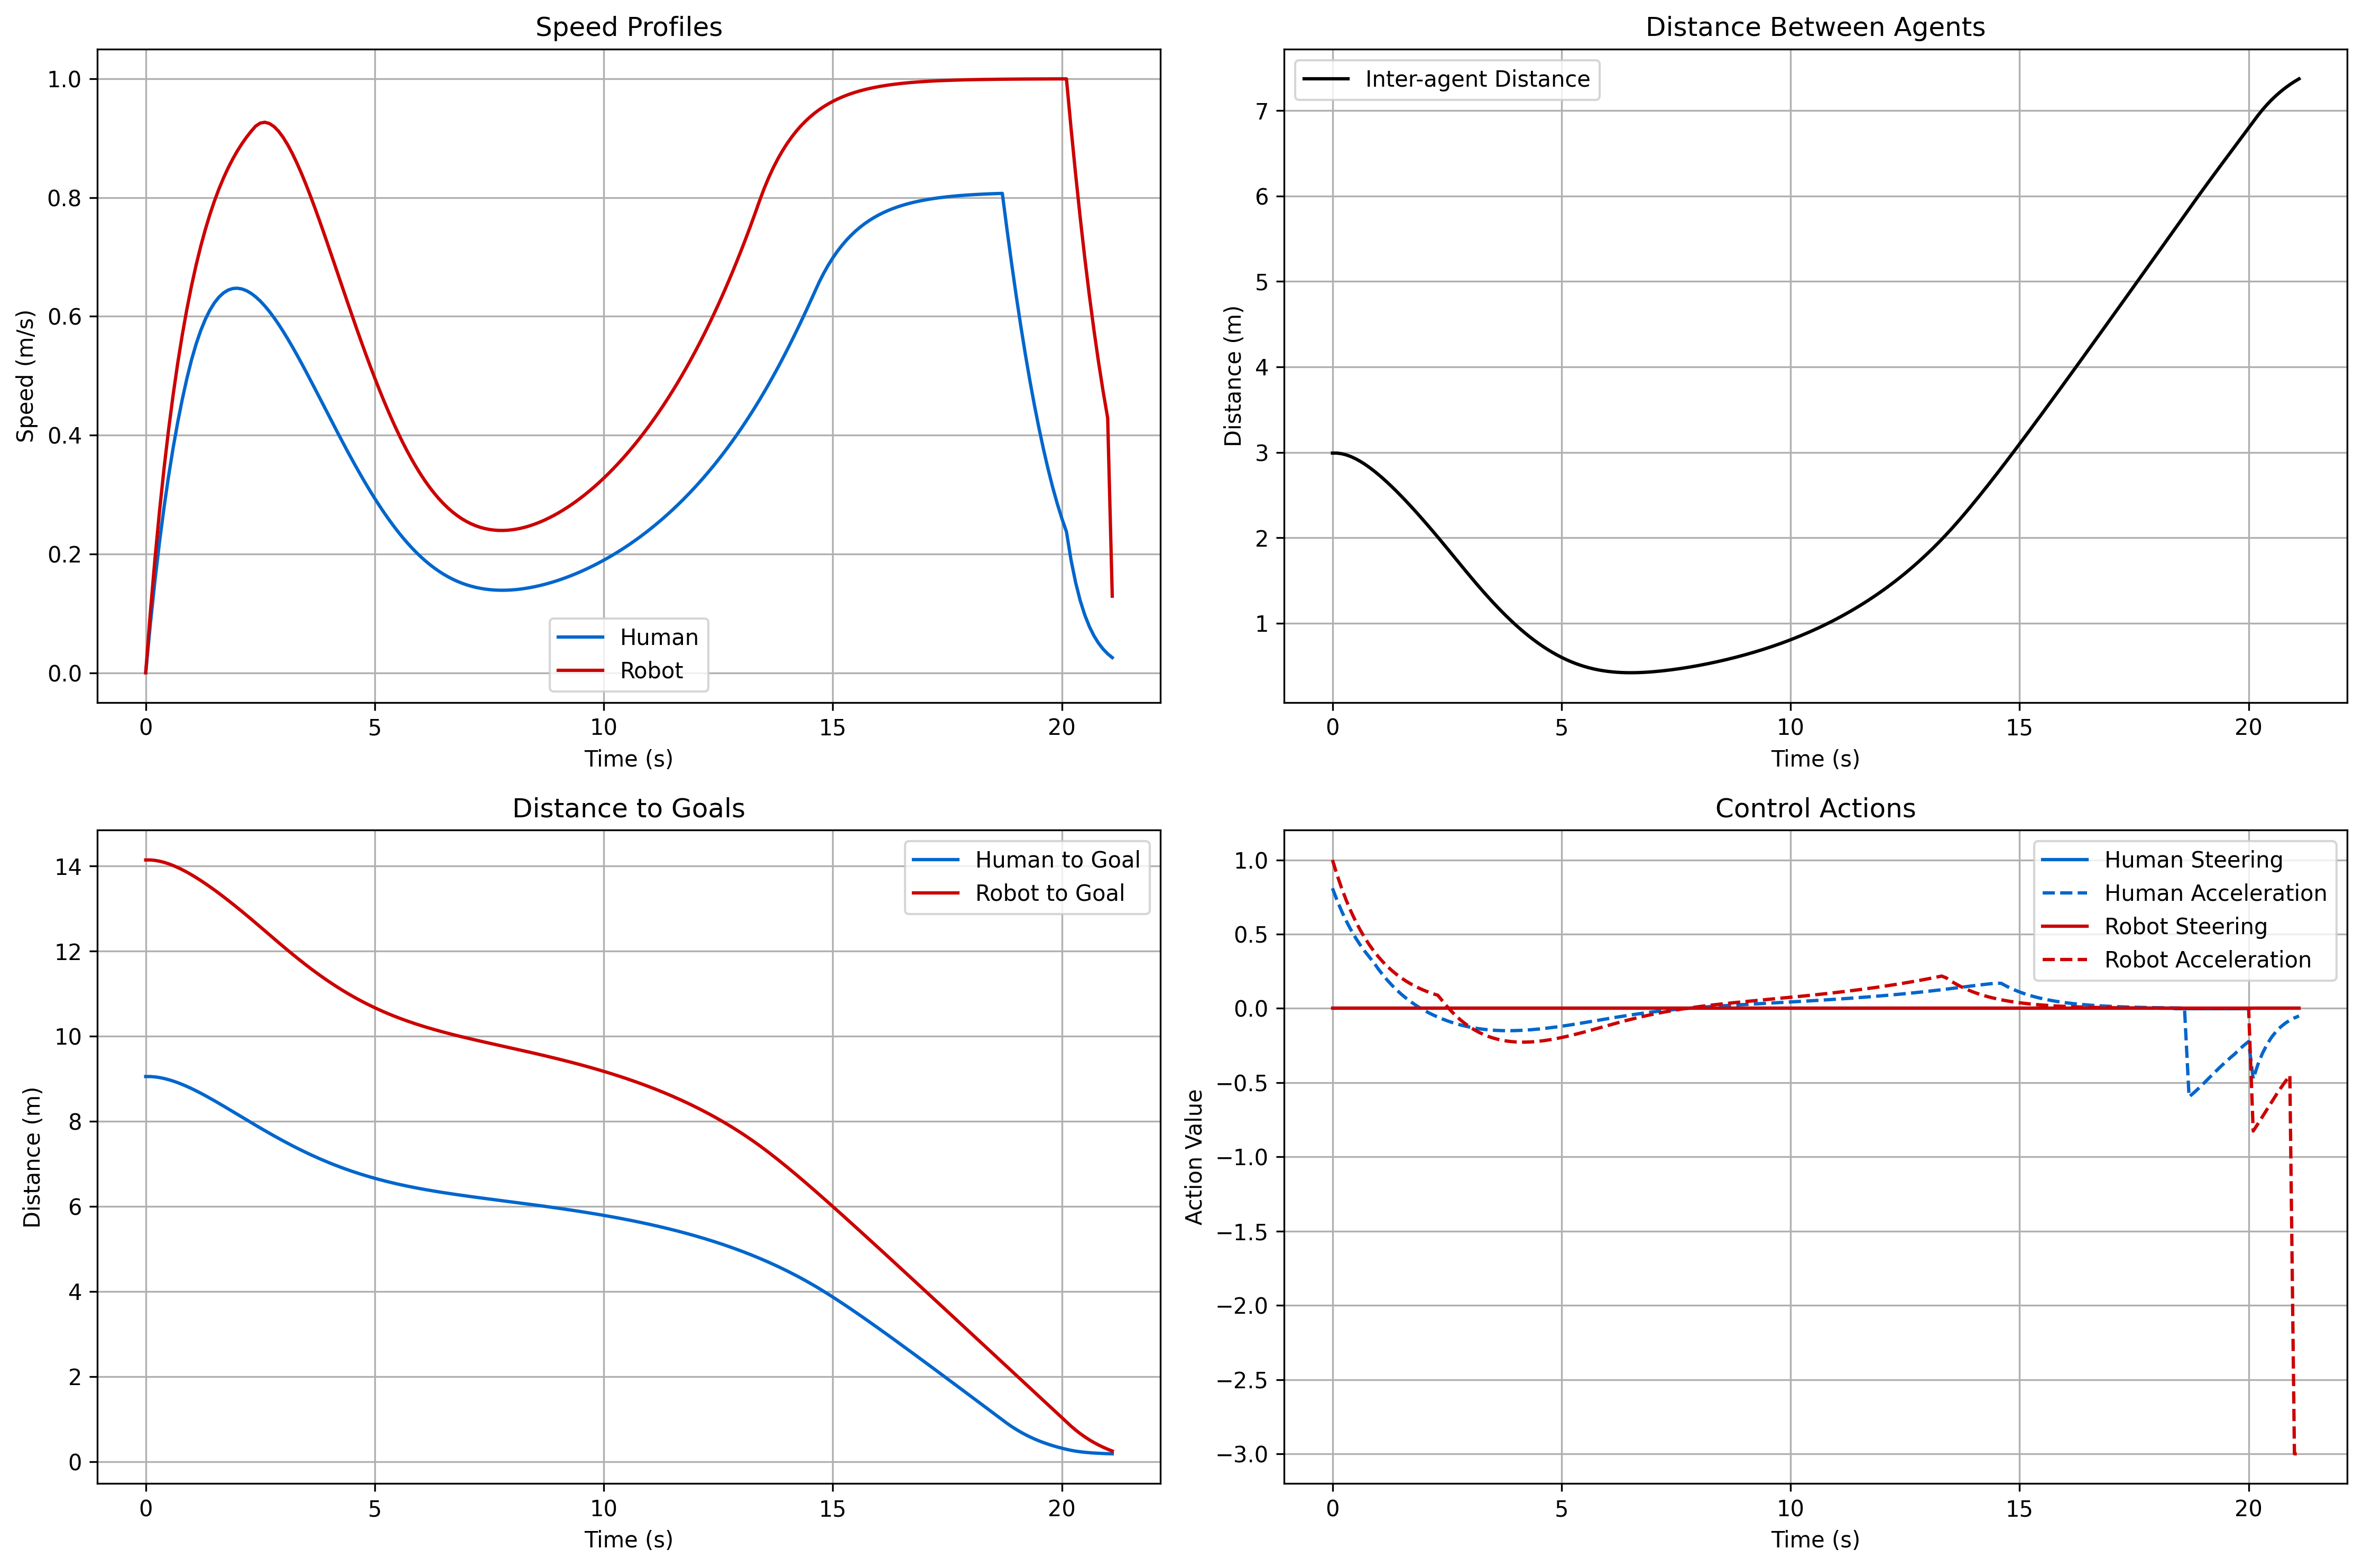 Speed Profiles
Speed (m/s)
1.0
0.8
0.6
0.4
0.2
0.0
Human
Robot
0 5 10 15 20
Time (s)
Distance Between Agents
Distance (m)
7
6
5
4
3
2
1
Inter-agent Distance
0 5 10 15 20
Time (s)
Distance to Goals
Distance (m)
14
12
10
8
6
4
2
0
Human to Goal
Robot to Goal
0 5 10 15 20
Time (s)
Control Actions
Action Value
1.0
0.5
0.0
−0.5
−1.0
−1.5
−2.0
−2.5
−3.0
Human Steering
Human Acceleration
Robot Steering
Robot Acceleration
0 5 10 15 20
Time (s)